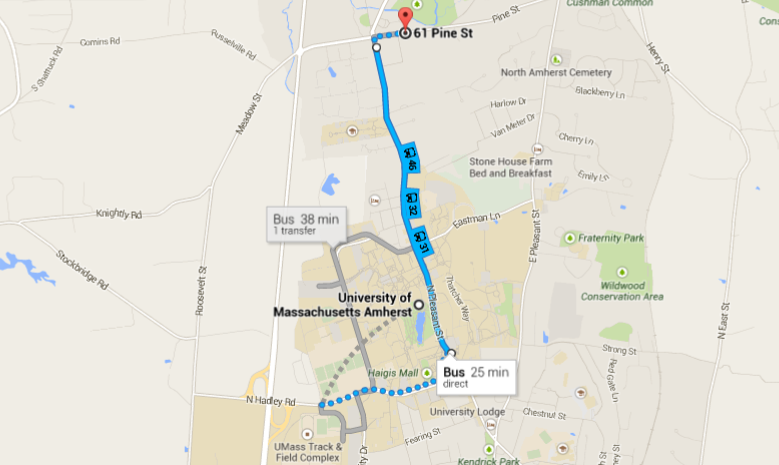 Cushman Common
Pine St
61 Pine St
Comins Rd
Russellville Rd
S Shattuck Rd
Meadow St
Henry St
North Amherst Cemetery
Blackberry Ln
Harlow Dr
Van Meter Dr
Cherry Ln
46
Stone House Farm
Bed and Breakfast
Emily Ln
32
Knightly Rd
Bus 38 min
1 transfer
Eastman Ln
31
E Pleasant St
Fraternity Park
Stockbridge Rd
Roosevelt St
Wildwood
Conservation Area
University of
Massachusetts Amherst
N Pleasant St
Thatcher Way
N East St
Strong St
Haigis Mall
Bus 25 min
direct
Red Gate Ln
N Hadley Rd
University Lodge
Chestnut St
Fearing St
UMass Track &
Field Complex
Kendrick Park